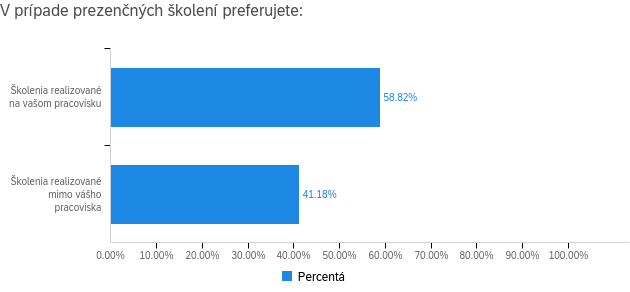 V prípade prezenčných školení preferujete:
Školenia realizované
na vašom pracovisku
58.82%
Školenia realizované
mimo vášho
pracoviska
41.18%
0.00% 10.00% 20.00% 30.00% 40.00% 50.00% 60.00% 70.00% 80.00% 90.00% 100.00%
Percentá